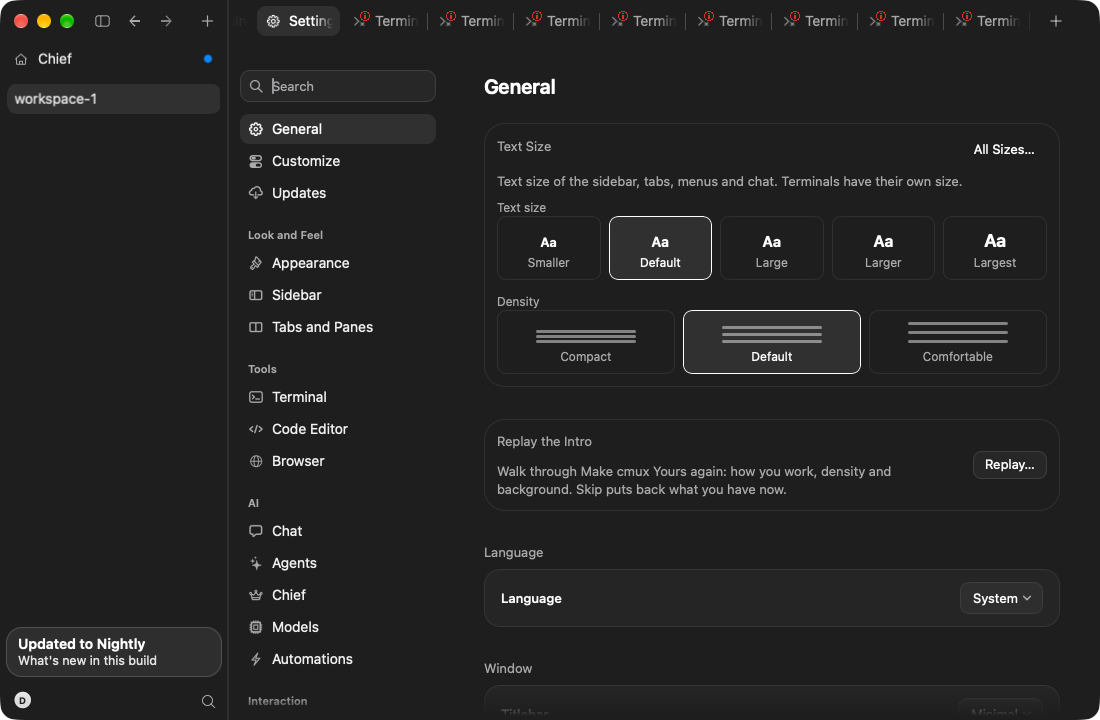 Settin
Termin
Termin
Termin
Termin
Termin
Termin
Termin
Termin
Chief
workspace-1
Updated to Nightly
What's new in this build
D
Search
General
Customize
Updates
Look and Feel
Appearance
Sidebar
Tabs and Panes
Tools
Terminal
Code Editor
Browser
AI
Chat
Agents
Chief
Models
Automations
Interaction
General
Text Size
All Sizes...
Text size of the sidebar, tabs, menus and chat. Terminals have their own size.
Text size
Aa Aa Aa Aa Aa
Smaller Default Large Larger Largest
Density
Compact Default Comfortable
Replay the Intro
Walk through Make cmux Yours again: how you work, density and
background. Skip puts back what you have now.
Replay...
Language
Language
System
Window
Titlebar
Minimal